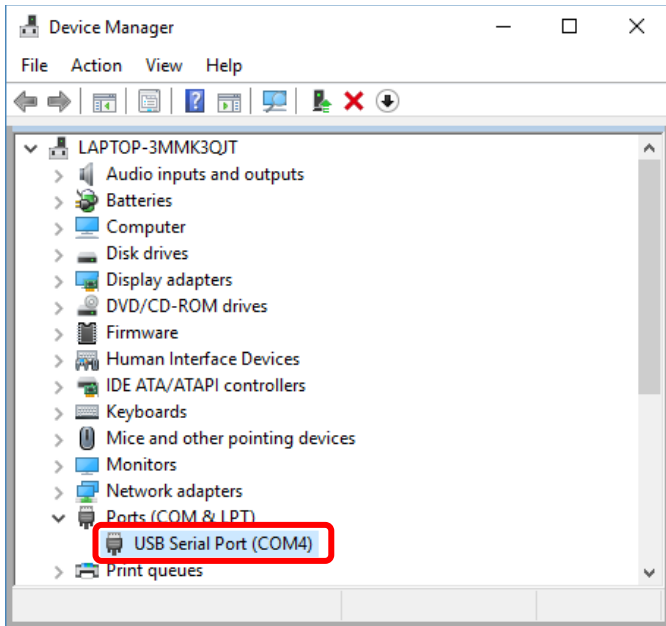 Device Manager
File Action View Help
LAPTOP-3MMK3QJT
Audio inputs and outputs
Batteries
Computer
Disk drives
Display adapters
DVD/CD-ROM drives
Firmware
Human Interface Devices
IDE ATA/ATAPI controllers
Keyboards
Mice and other pointing devices
Monitors
Network adapters
Ports (COM & LPT)
USB Serial Port (COM4)
Print queues